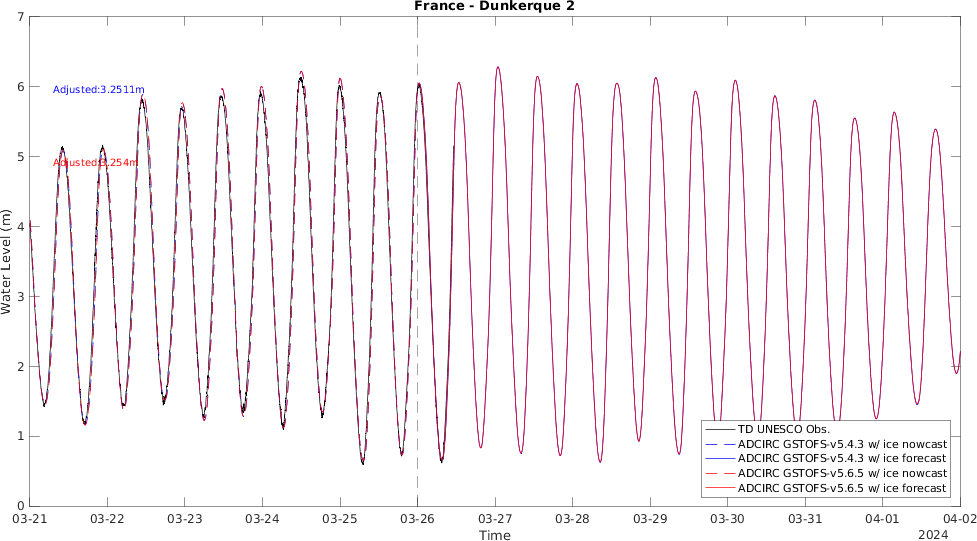 France - Dunkerque 2
7
6
5
4
3
2
1
0
Water Level (m)
Adjusted:3.2511m
Adjusted:3.254m
TD UNESCO Obs.
ADCIRC GSTOFS-v5.4.3 w/ ice nowcast
ADCIRC GSTOFS-v5.4.3 w/ ice forecast
ADCIRC GSTOFS-v5.6.5 w/ ice nowcast
ADCIRC GSTOFS-v5.6.5 w/ ice forecast
03-21 03-22 03-23 03-24 03-25 03-26 03-27 03-28 03-29 03-30 03-31 04-01 04-02
Time
2024